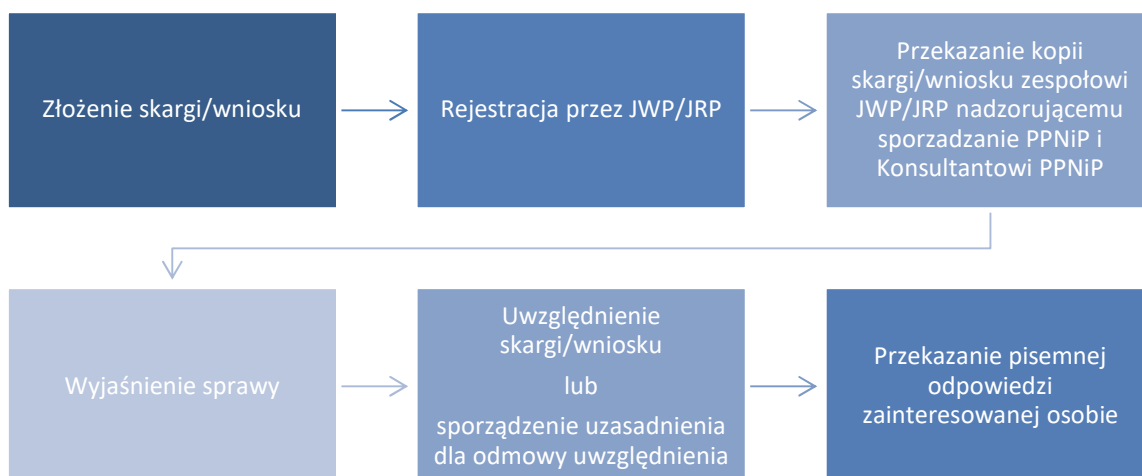 Złożenie skargi/wniosku
Rejestracja przez JWP/JRP
Przekazanie kopii
skargi/wniosku zespołowi
JWP/JRP nadzorującemu
sporzadzanie PPNiP i
Konsultantowi PPNiP
Wyjaśnienie sprawy
Uwzględnienie
skargi/wniosku
lub
sporządzenie uzasadnienia
dla odmowy uwzględnienia
Przekazanie pisemnej
odpowiedzi
zainteresowanej osobie